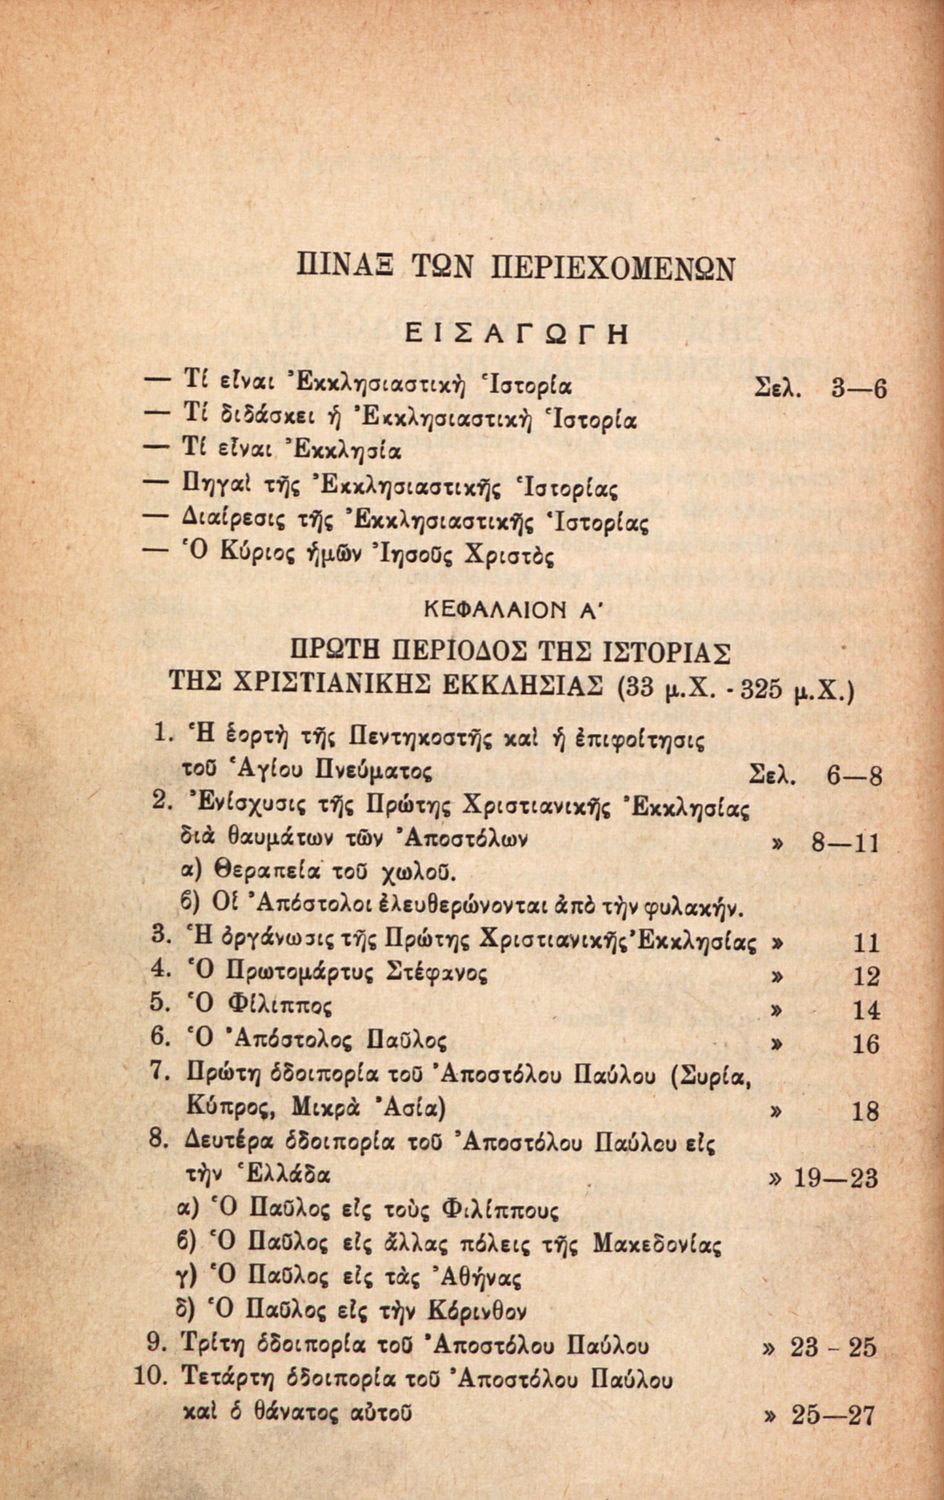 ΠΙΝΑΞ ΤΩΝ ΠΕΡΙΕΧΟΜΕΝΩΝ
ΕΙΣΑΓΩΓΗ
— Τί εἶναι Ἐκκλησιαστικὴ Ἱστορία Σελ. 3—6
— Τί διδάσκει ἡ Ἐκκλησιαστικὴ Ἱστορία
— Τί εἶναι Ἐκκλησία
— Πηγαὶ τῆς Ἐκκλησιαστικῆς Ἱστορίας
— Διαίρεσις τῆς Ἐκκλησιαστικῆς Ἱστορίας
— Ὁ Κύριος ἡμῶν Ἰησοῦς Χριστὸς
ΚΕΦΑΛΑΙΟΝ Α'
ΠΡΩΤΗ ΠΕΡΙΟΔΟΣ ΤΗΣ ΙΣΤΟΡΙΑΣ
ΤΗΣ ΧΡΙΣΤΙΑΝΙΚΗΣ ΕΚΚΛΗΣΙΑΣ (33 μ.Χ. - 325 μ.Χ.)
1. Ἡ ἑορτὴ τῆς Πεντηκοστῆς καὶ ἡ ἐπιφοίτησις
τοῦ Ἁγίου Πνεύματος Σελ. 6—8
2. Ἐνίσχυσις τῆς Πρώτης Χριστιανικῆς Ἐκκλησίας
διὰ θαυμάτων τῶν Ἀποστόλων » 8—11
α) Θεραπεία τοῦ χωλοῦ.
β) Οἱ Ἀπόστολοι ἐλευθερώνονται ἀπὸ τὴν φυλακήν.
3. Ἡ ὀργάνωσις τῆς Πρώτης Χριστιανικῆς Ἐκκλησίας » 11
4. Ὁ Πρωτομάρτυς Στέφανος » 12
5. Ὁ Φίλιππος » 14
6. Ὁ Ἀπόστολος Παῦλος » 16
7. Πρώτη ὁδοιπορία τοῦ Ἀποστόλου Παύλου (Συρία,
Κύπρος, Μικρὰ Ἀσία) » 18
8. Δευτέρα ὁδοιπορία τοῦ Ἀποστόλου Παύλου εἰς
τὴν Ἑλλάδα » 19—23
α) Ὁ Παῦλος εἰς τοὺς Φιλίππους
β) Ὁ Παῦλος εἰς ἄλλας πόλεις τῆς Μακεδονίας
γ) Ὁ Παῦλος εἰς τὰς Ἀθήνας
δ) Ὁ Παῦλος εἰς τὴν Κόρινθον
9. Τρίτη ὁδοιπορία τοῦ Ἀποστόλου Παύλου » 23 - 25
10. Τετάρτη ὁδοιπορία τοῦ Ἀποστόλου Παύλου
καὶ ὁ θάνατος αὐτοῦ » 25—27